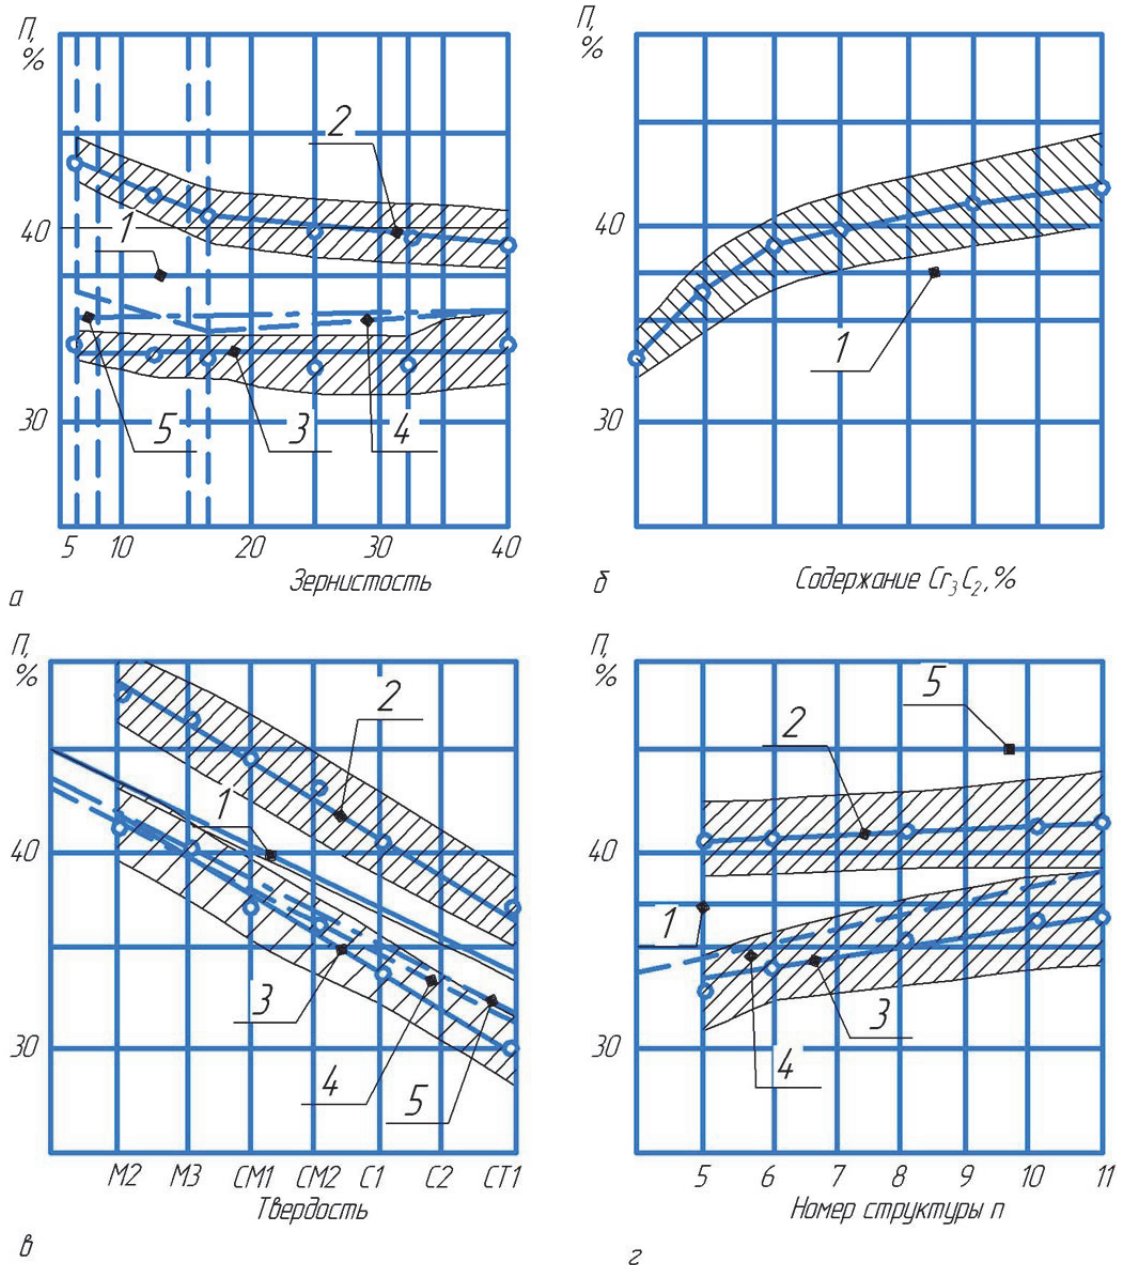 П,
%
2
1
40
30
5
3
4
5
10
20
30
40
Зернистость
а
П,
%
40
1
30
Содержание Cr3C2, %
б
П,
%
2
1
40
3
30
4
5
М2 М3 СМ1 СМ2 С1 С2 СТ1
Твердость
в
П,
%
5
2
40
1
3
30
4
5 6 7 8 9 10 11
Номер структуры п
г